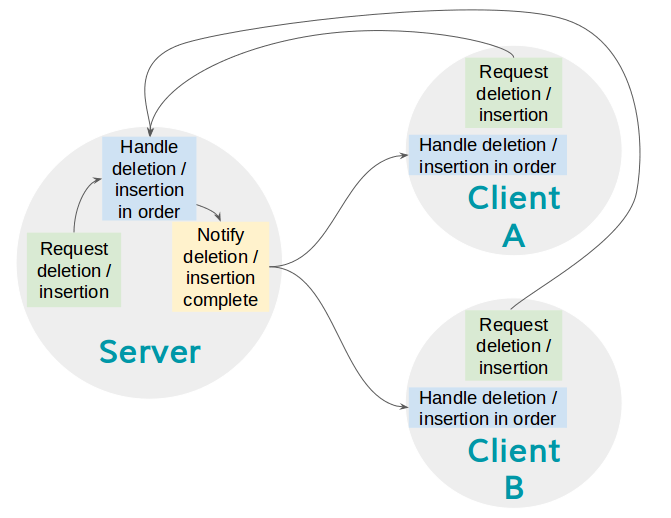 Handle
deletion /
insertion
in order
Request
deletion /
insertion
Notify
deletion /
insertion
complete
Server
Request
deletion /
insertion
Handle deletion /
insertion in order
Client
A
Request
deletion /
insertion
Handle deletion /
insertion in order
Client
B